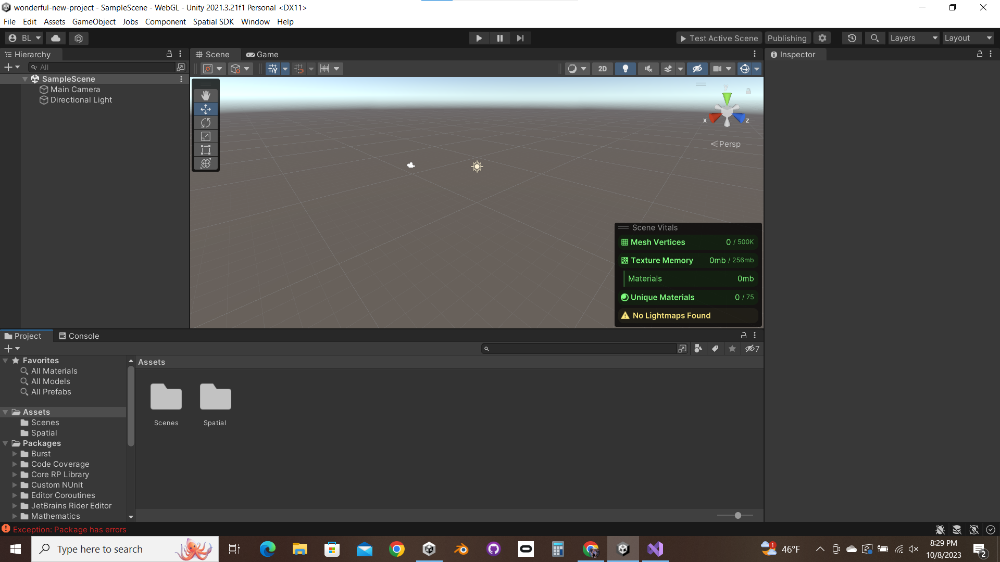 wonderful-new-project - SampleScene - WebGL - Unity 2021.3.21f1 Personal <DX11>
File Edit Assets GameObject Jobs Component Spatial SDK Window Help
BL Test Active Scene Publishing Layers Layout
Hierarchy
All
SampleScene
Main Camera
Directional Light
Scene Game
2D
y
x
z
Persp
Scene Vitals
Mesh Vertices 0 / 500K
Texture Memory 0mb / 256mb
Materials 0mb
Unique Materials 0 / 75
No Lightmaps Found
Inspector
Project Console
7
Favorites
All Materials
All Models
All Prefabs
Assets
Scenes
Spatial
Packages
Burst
Code Coverage
Core RP Library
Custom NUnit
Editor Coroutines
JetBrains Rider Editor
Mathematics
Assets
Scenes Spatial
Exception: Package has errors
Type here to search
1
46°F
8:29 PM
10/8/2023
2